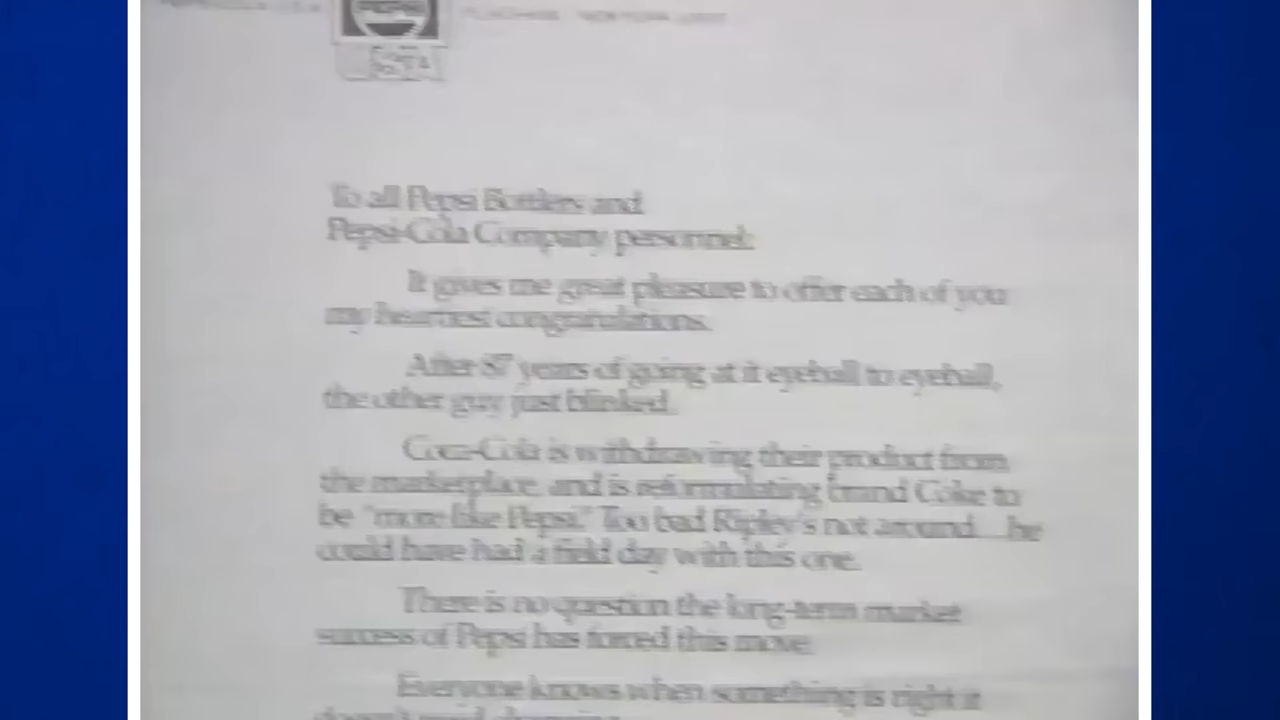 PEPSI
To all Pepsi Bottlers and
Pepsi-Cola Company personnel:
It gives me great pleasure to offer each of you
my heartiest congratulations.
After 87 years of going at it eyeball to eyeball,
the other guy just blinked.
Coca-Cola is withdrawing their product from
the marketplace, and is reformulating brand Coke to
be "more like Pepsi." Too bad Ripley's not around...he
could have had a field day with this one.
There is no question the long-term market
success of Pepsi has forced this move.
Everyone knows when something is right it
doesn't need changing.